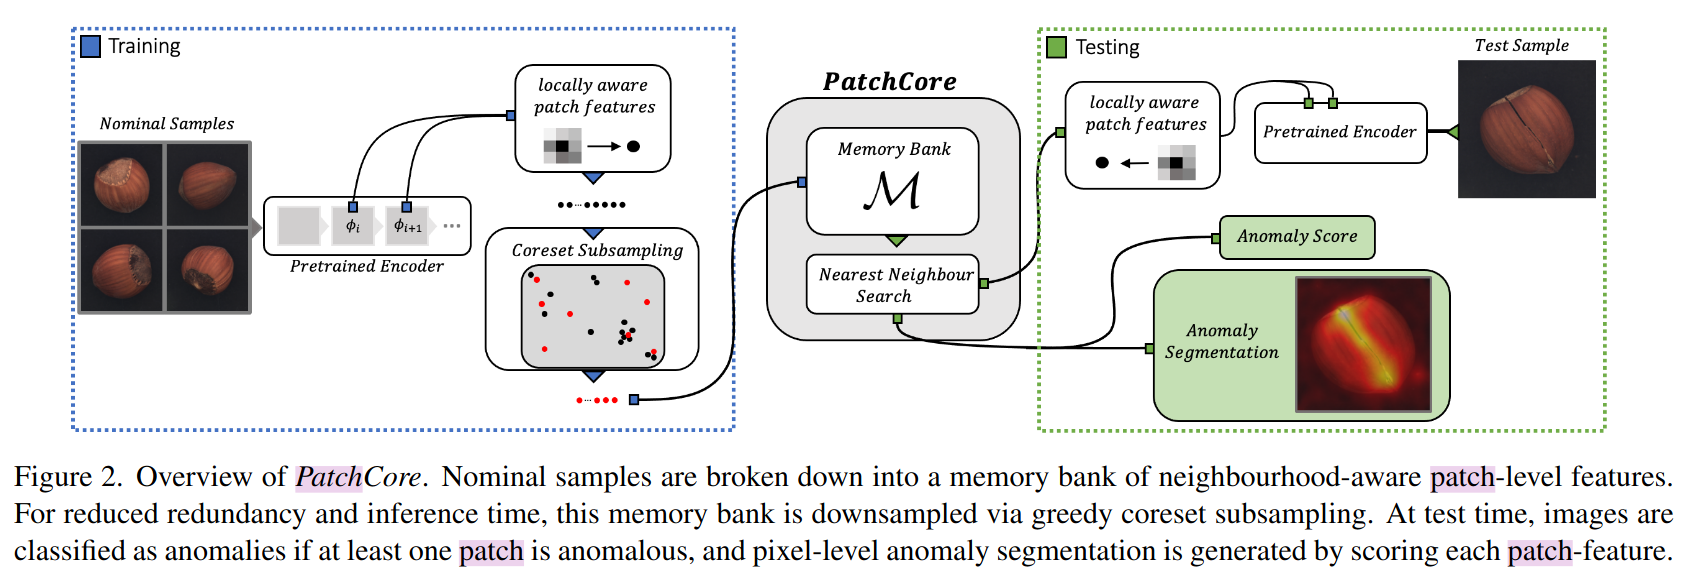 Training
Nominal Samples
ϕi
ϕi+1
...
Pretrained Encoder
locally aware
patch features
Coreset Subsampling
PatchCore
Memory Bank
ℳ
Nearest Neighbour
Search
Testing
locally aware
patch features
Pretrained Encoder
Test Sample
Anomaly Score
Anomaly
Segmentation
Figure 2. Overview of PatchCore. Nominal samples are broken down into a memory bank of neighbourhood-aware patch-level features.
For reduced redundancy and inference time, this memory bank is downsampled via greedy coreset subsampling. At test time, images are
classified as anomalies if at least one patch is anomalous, and pixel-level anomaly segmentation is generated by scoring each patch-feature.